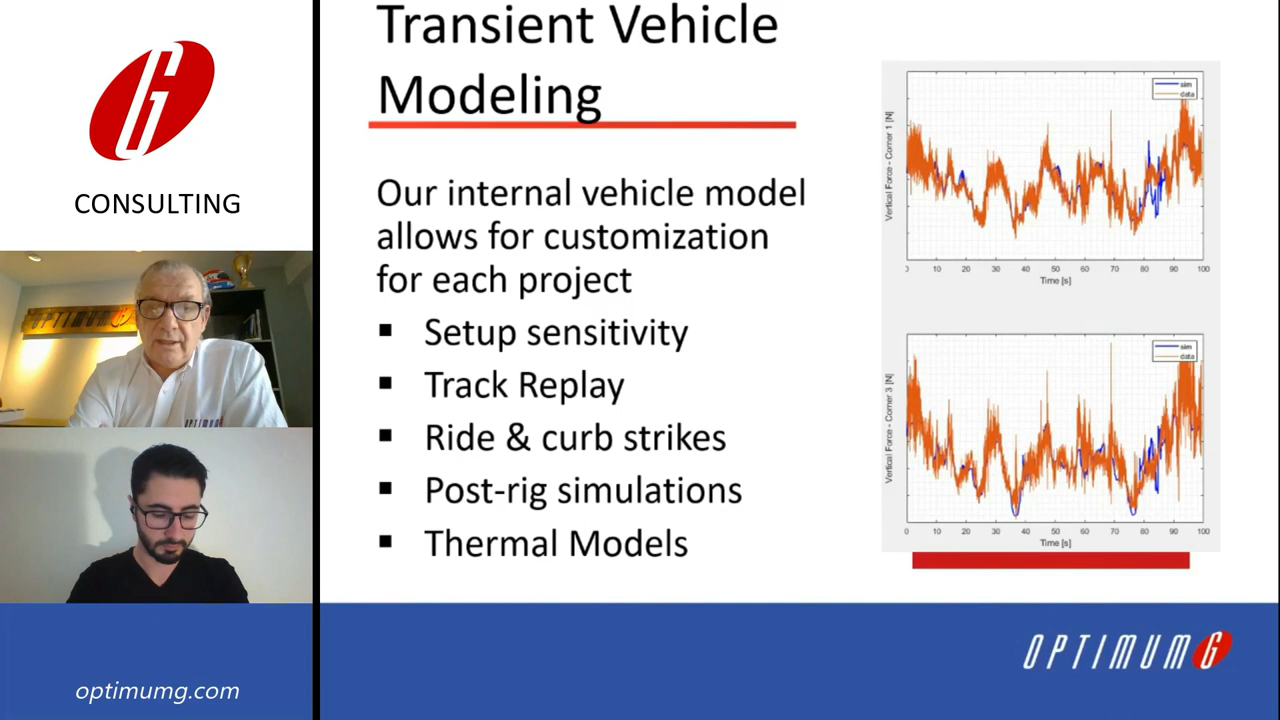 CONSULTING
OPTIMUMG
optimumg.com
Transient Vehicle
Modeling
Our internal vehicle model
allows for customization
for each project
▪ Setup sensitivity
▪ Track Replay
▪ Ride & curb strikes
▪ Post-rig simulations
▪ Thermal Models
sim
data
Vertical Force - Corner 1 [N]
0 10 20 30 40 50 60 70 80 90 100
Time [s]
sim
data
Vertical Force - Corner 3 [N]
0 10 20 30 40 50 60 70 80 90 100
Time [s]
OPTIMUMG